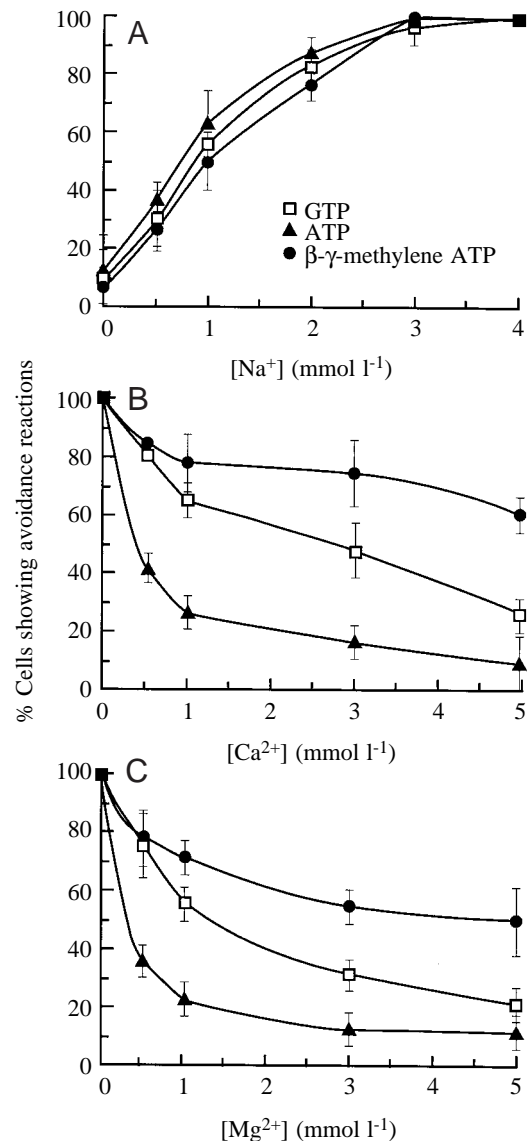 % Cells showing avoidance reactions
A
100
80
60
40
20
0
GTP
ATP
β-γ-methylene ATP
0 1 2 3 4
[Na⁺] (mmol l⁻¹)
B
100
80
60
40
20
0
0 1 2 3 4 5
[Ca²⁺] (mmol l⁻¹)
C
100
80
60
40
20
0
0 1 2 3 4 5
[Mg²⁺] (mmol l⁻¹)